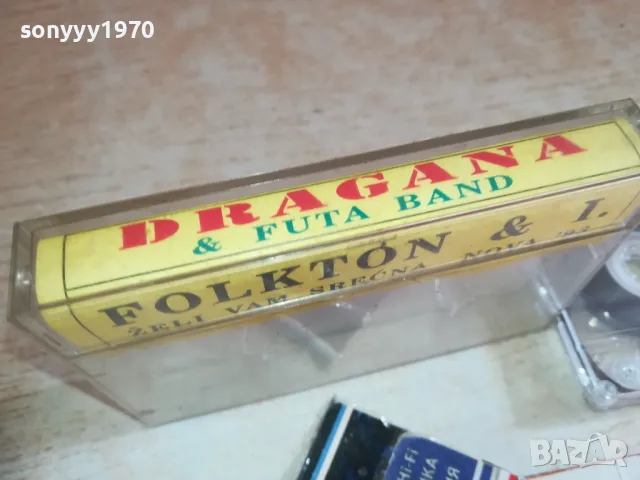 sonyyy1970
DRAGANA
& FUTA BAND
FOLKTON & I.
ŽELI VAM SREĆNA NOVA '93
Hi-Fi
BAZAR